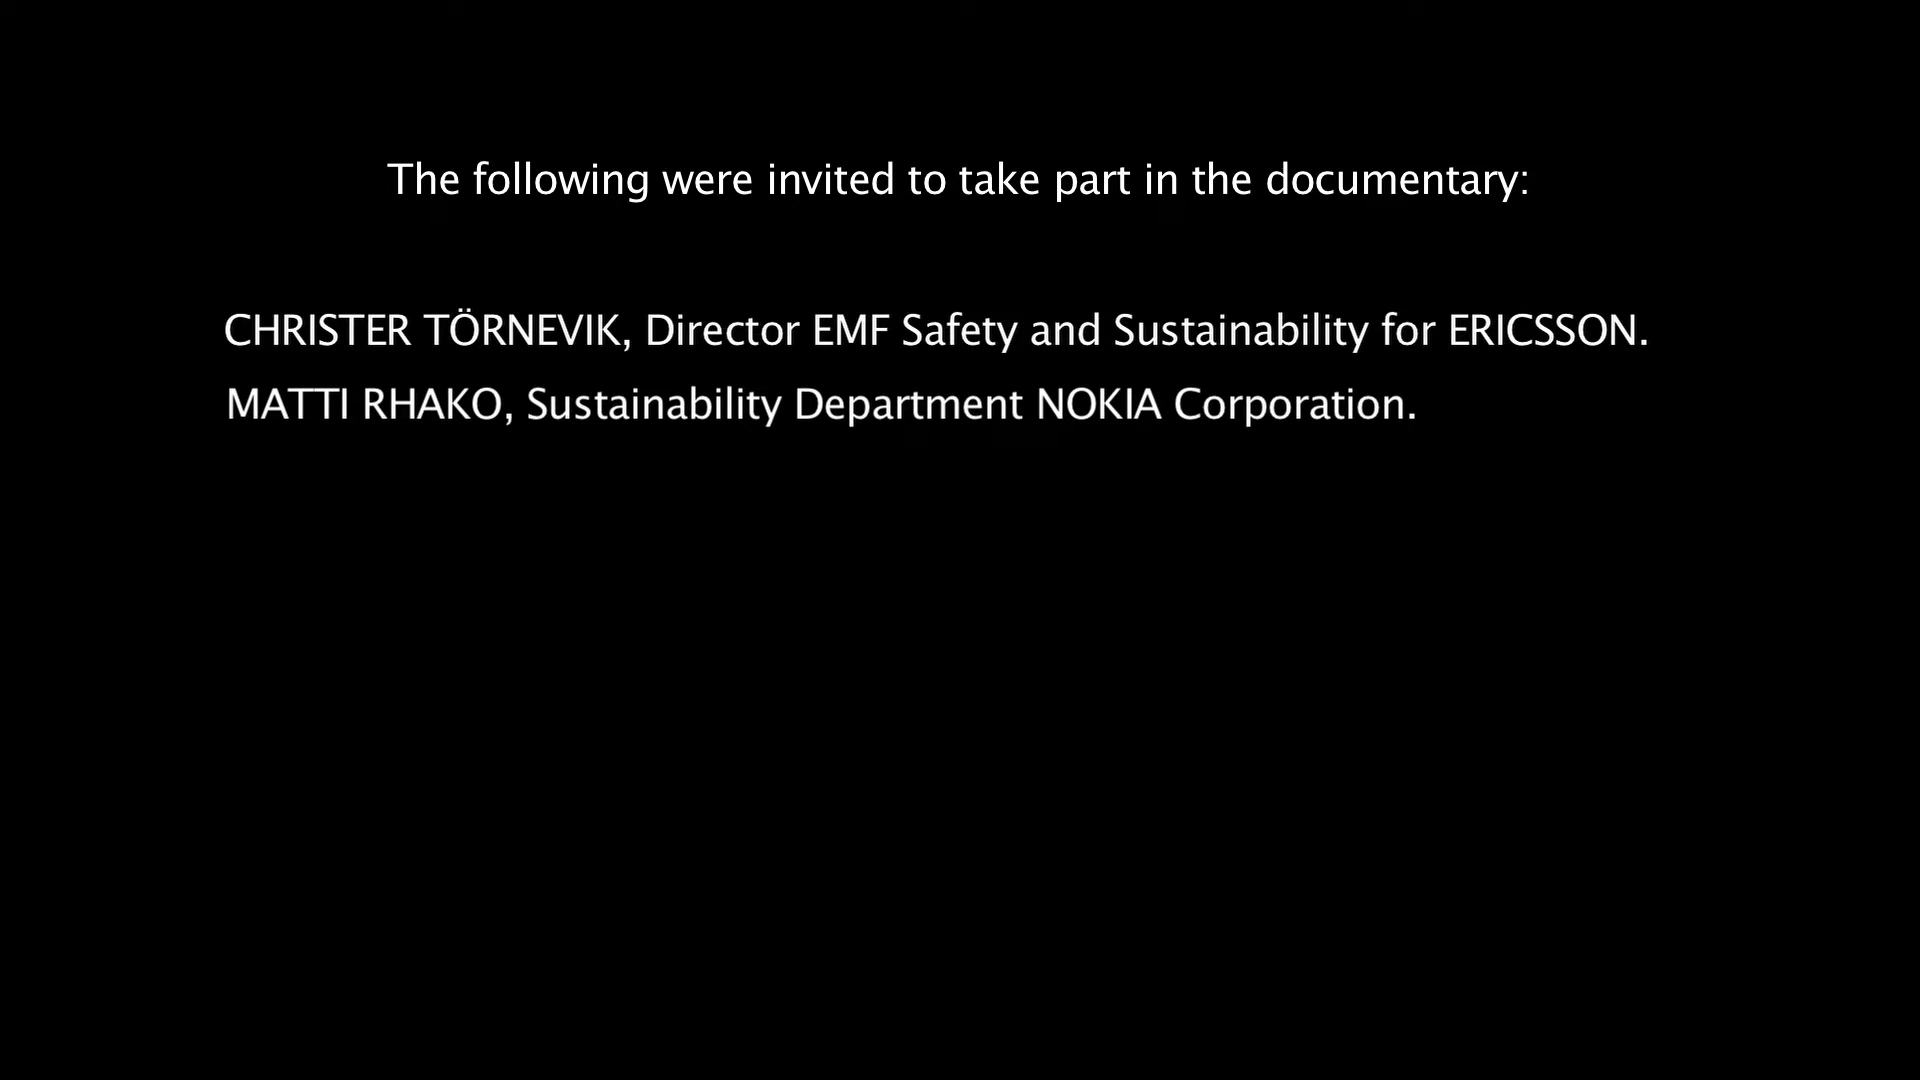 The following were invited to take part in the documentary:
CHRISTER TÖRNEVIK, Director EMF Safety and Sustainability for ERICSSON.
MATTI RHAKO, Sustainability Department NOKIA Corporation.